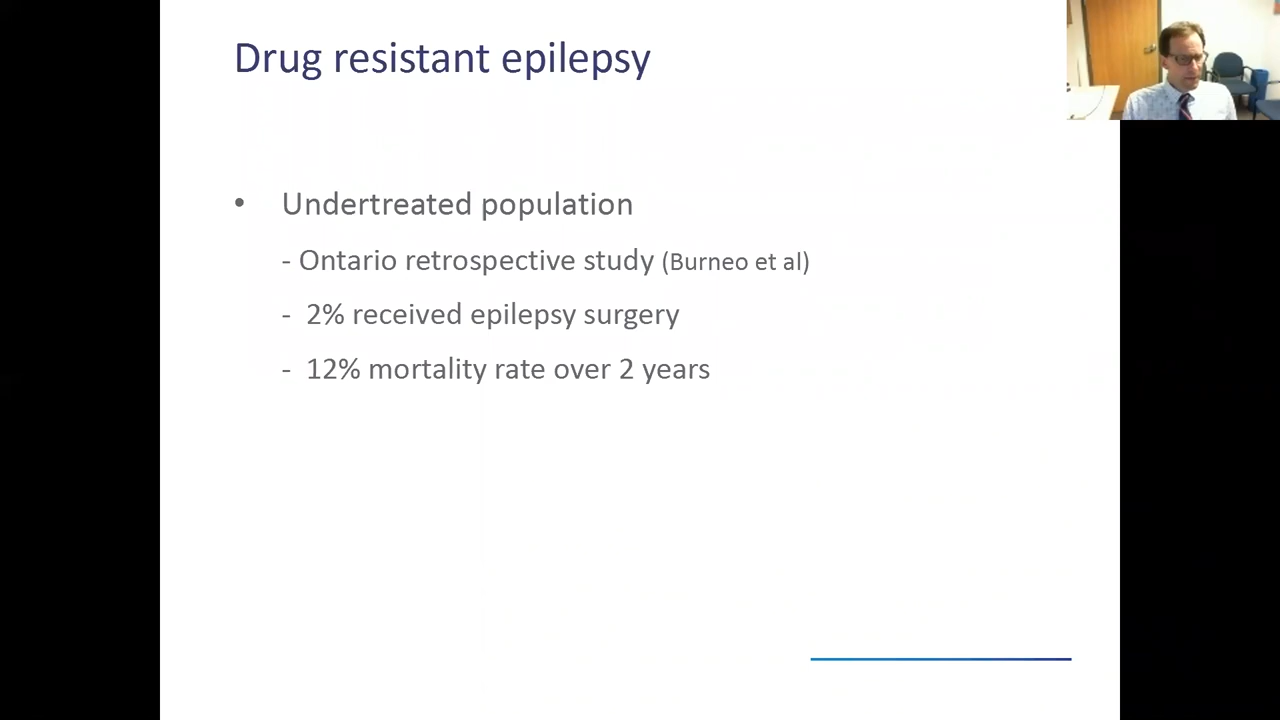 Drug resistant epilepsy
• Undertreated population
- Ontario retrospective study (Burneo et al)
- 2% received epilepsy surgery
- 12% mortality rate over 2 years